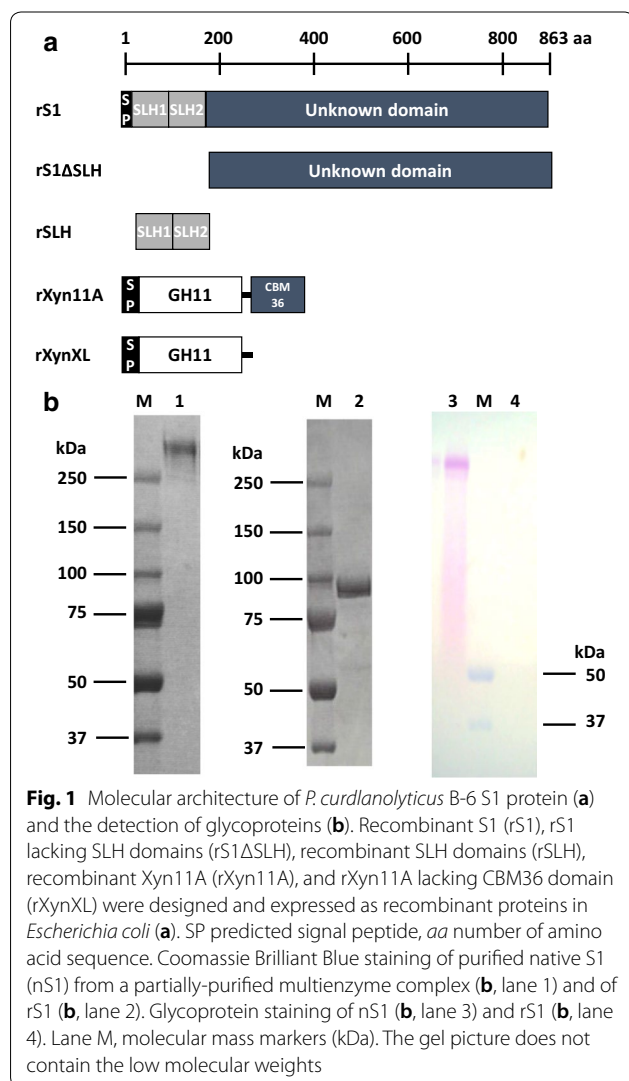 a
1 200 400 600 800 863 aa
rS1 SP SLH1 SLH2 Unknown domain
rS1ΔSLH Unknown domain
rSLH SLH1 SLH2
rXyn11A SP GH11 CBM 36
rXynXL SP GH11
b
M 1 M 2 3 M 4
kDa kDa
250 250
150 150
100 100
75 75
kDa
50 50 50
37 37 37
Fig. 1 Molecular architecture of P. curdlanolyticus B-6 S1 protein (a)
and the detection of glycoproteins (b). Recombinant S1 (rS1), rS1
lacking SLH domains (rS1ΔSLH), recombinant SLH domains (rSLH),
recombinant Xyn11A (rXyn11A), and rXyn11A lacking CBM36 domain
(rXynXL) were designed and expressed as recombinant proteins in
Escherichia coli (a). SP predicted signal peptide, aa number of amino
acid sequence. Coomassie Brilliant Blue staining of purified native S1
(nS1) from a partially-purified multienzyme complex (b, lane 1) and of
rS1 (b, lane 2). Glycoprotein staining of nS1 (b, lane 3) and rS1 (b, lane
4). Lane M, molecular mass markers (kDa). The gel picture does not
contain the low molecular weights